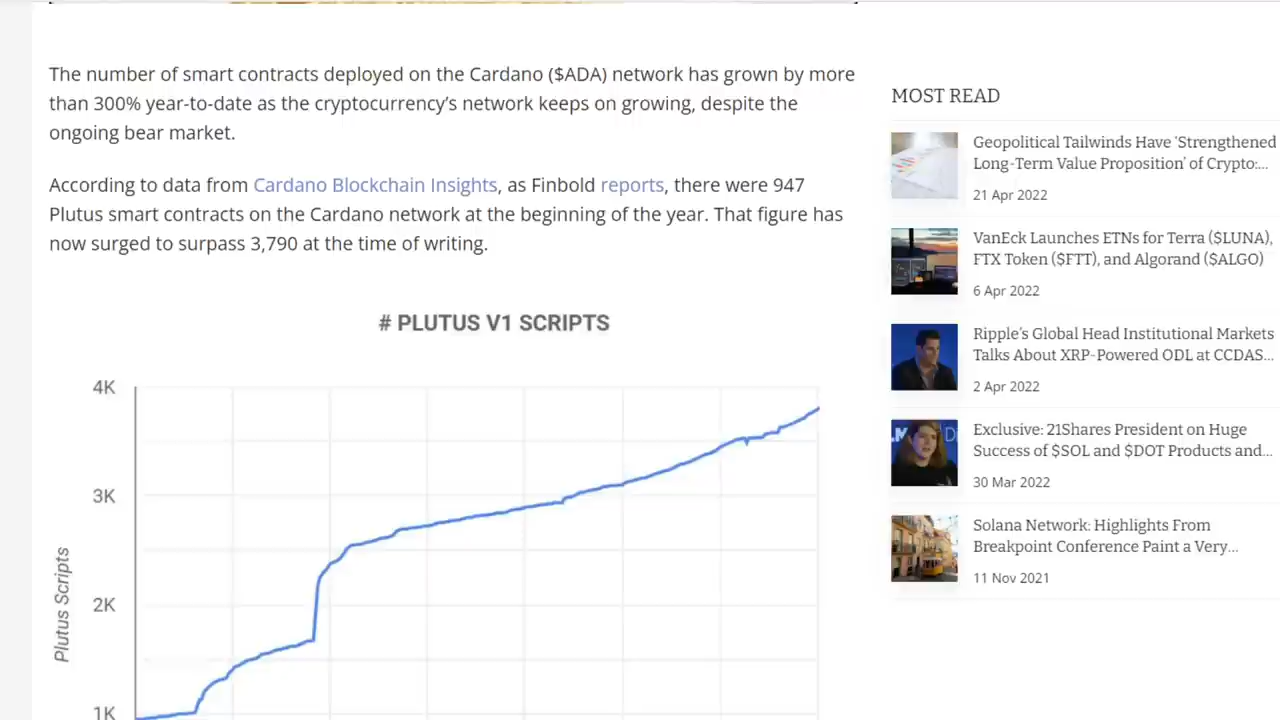 The number of smart contracts deployed on the Cardano ($ADA) network has grown by more
than 300% year-to-date as the cryptocurrency's network keeps on growing, despite the
ongoing bear market.
According to data from Cardano Blockchain Insights, as Finbold reports, there were 947
Plutus smart contracts on the Cardano network at the beginning of the year. That figure has
now surged to surpass 3,790 at the time of writing.
# PLUTUS V1 SCRIPTS
4K
3K
2K
1K
Plutus Scripts
MOST READ
Geopolitical Tailwinds Have 'Strengthened
Long-Term Value Proposition' of Crypto:...
21 Apr 2022
VanEck Launches ETNs for Terra ($LUNA),
FTX Token ($FTT), and Algorand ($ALGO)
6 Apr 2022
Ripple's Global Head Institutional Markets
Talks About XRP-Powered ODL at CCDAS...
2 Apr 2022
Exclusive: 21Shares President on Huge
Success of $SOL and $DOT Products and...
30 Mar 2022
Solana Network: Highlights From
Breakpoint Conference Paint a Very...
11 Nov 2021